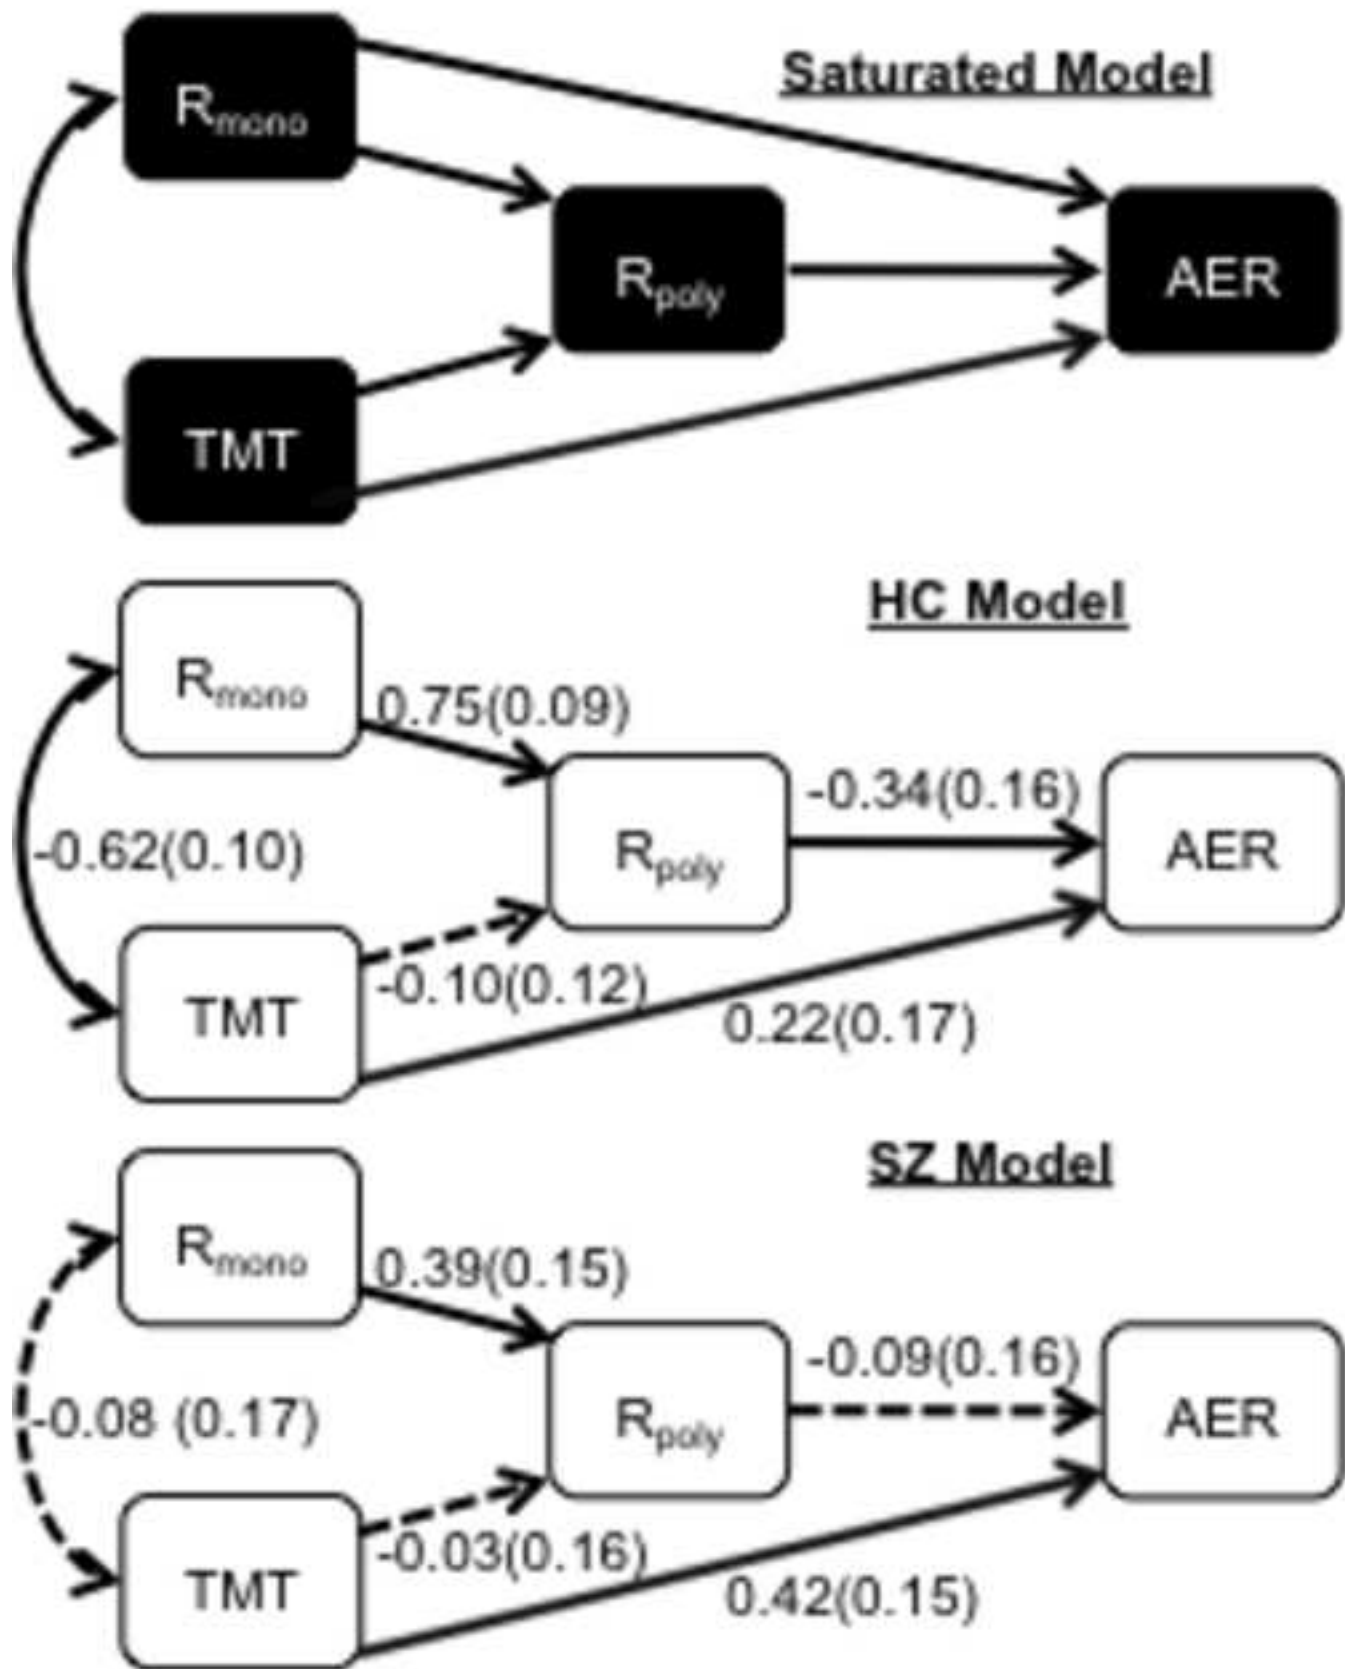 Saturated Model
Rmono
Rpoly
AER
TMT
HC Model
Rmono
0.75(0.09)
-0.34(0.16)
-0.62(0.10)
Rpoly
AER
-0.10(0.12)
TMT
0.22(0.17)
SZ Model
Rmono
0.39(0.15)
-0.09(0.16)
-0.08 (0.17)
Rpoly
AER
-0.03(0.16)
TMT
0.42(0.15)